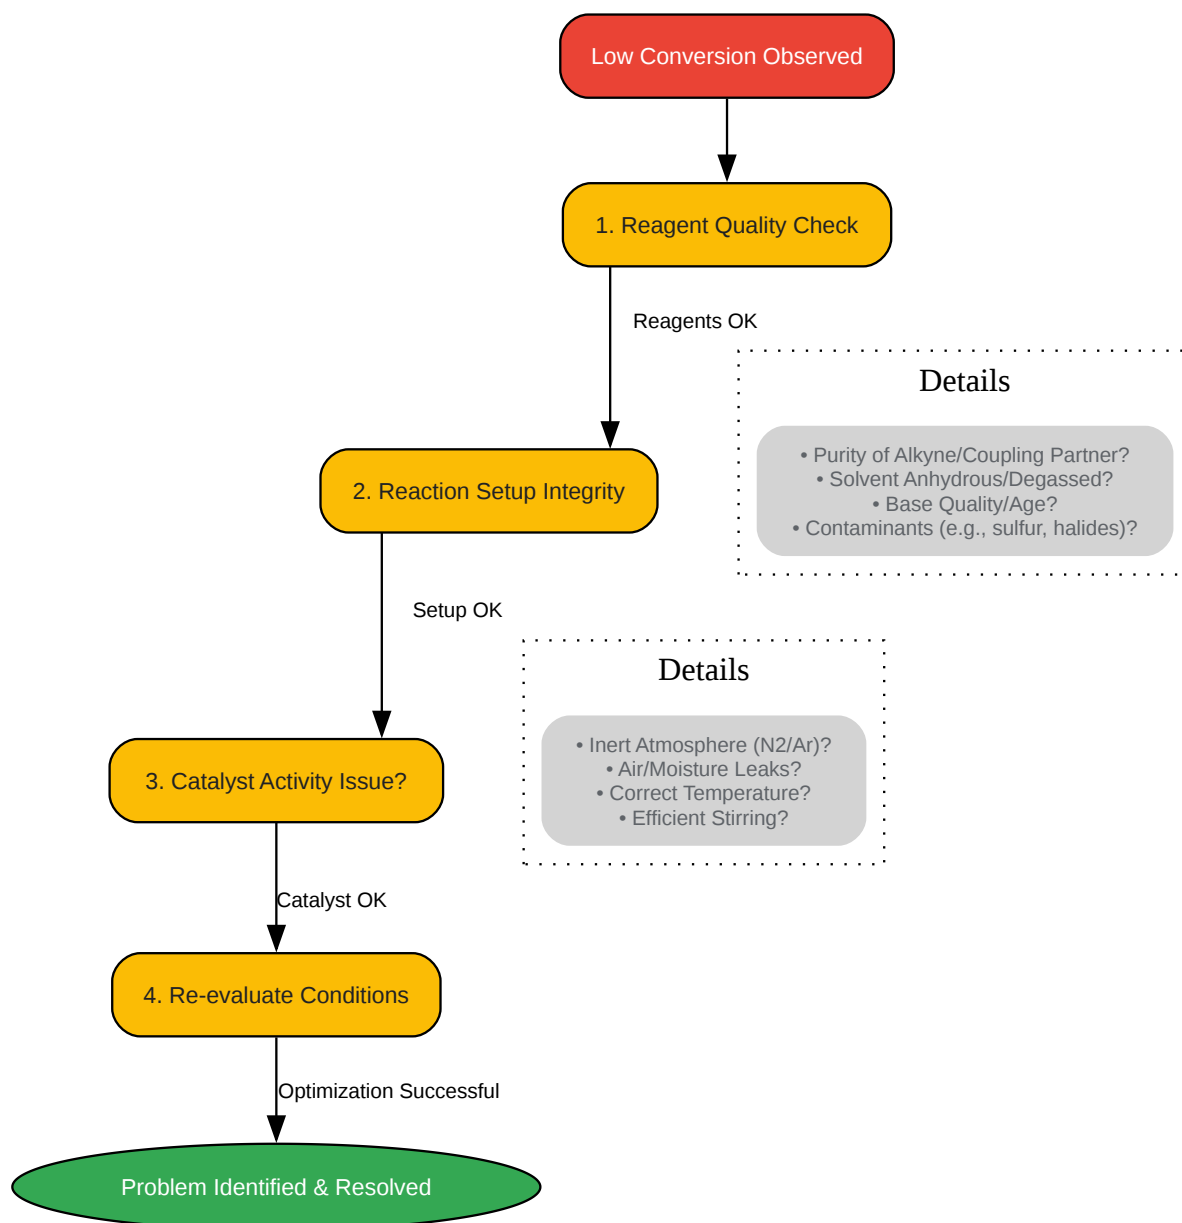 Low Conversion Observed
1. Reagent Quality Check
Reagents OK
Details
• Purity of Alkyne/Coupling Partner?
• Solvent Anhydrous/Degassed?
• Base Quality/Age?
• Contaminants (e.g., sulfur, halides)?
2. Reaction Setup Integrity
Setup OK
Details
• Inert Atmosphere (N2/Ar)?
• Air/Moisture Leaks?
• Correct Temperature?
• Efficient Stirring?
3. Catalyst Activity Issue?
Catalyst OK
4. Re-evaluate Conditions
Optimization Successful
Problem Identified & Resolved